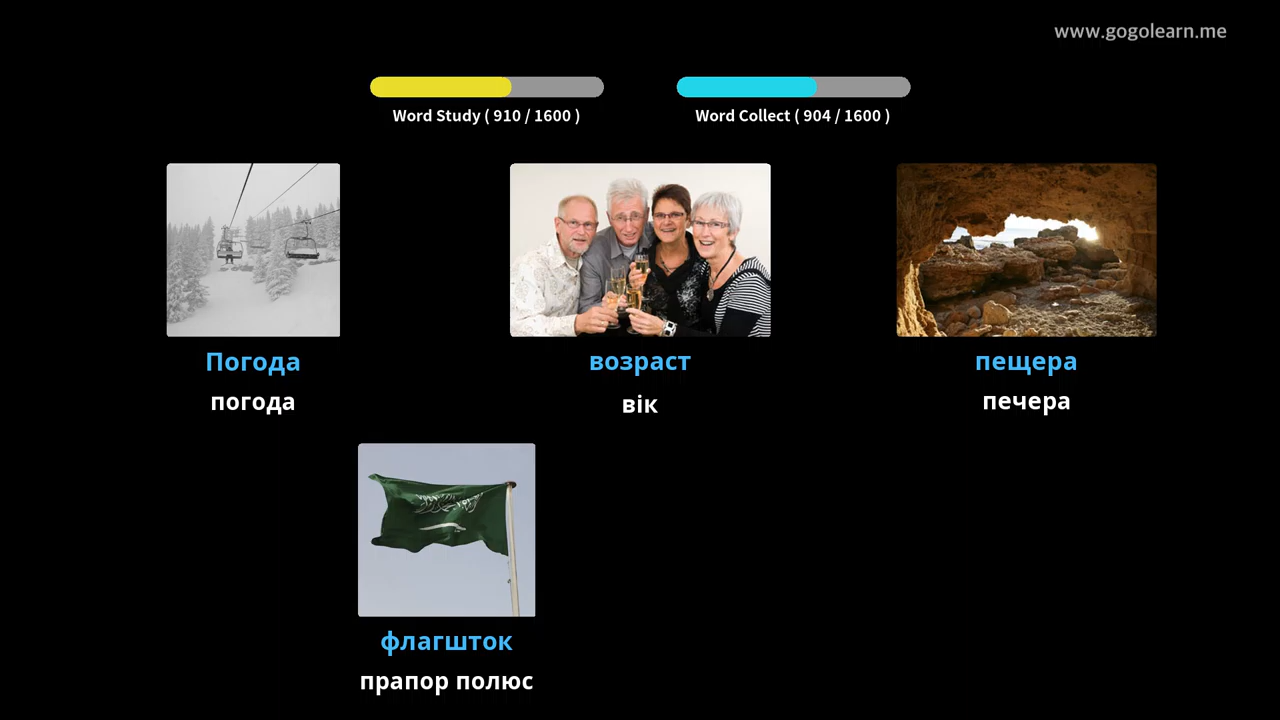 www.gogolearn.me
Word Study ( 910 / 1600 )
Word Collect ( 904 / 1600 )
Погода
погода
возраст
вік
пещера
печера
флагшток
прапор полюс